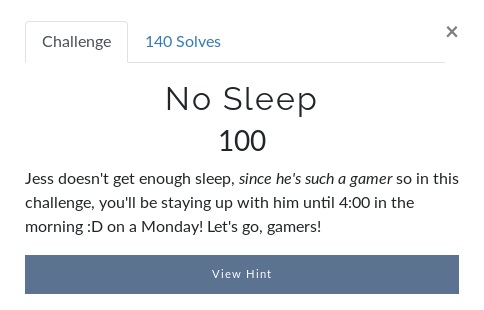 Challenge
140 Solves
×
No Sleep
100
Jess doesn't get enough sleep, since he's such a gamer so in this
challenge, you'll be staying up with him until 4:00 in the
morning :D on a Monday! Let's go, gamers!
View Hint